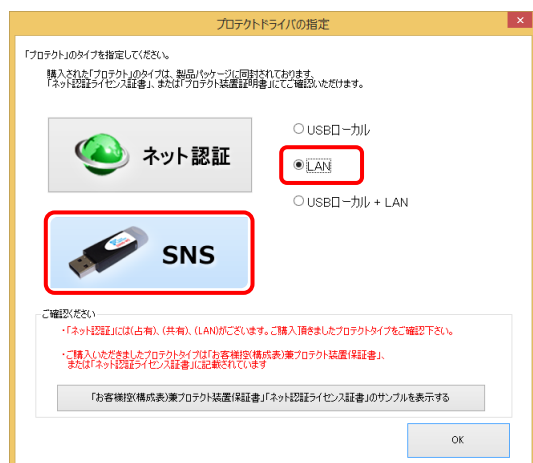 プロテクトドライバの指定
「プロテクト」のタイプを指定してください。
購入された「プロテクト」のタイプは、製品パッケージに同封されております、
「ネット認証ライセンス証書」、または「プロテクト装置証明書」にてご確認いただけます。
ネット認証
USBローカル
LAN
USBローカル + LAN
SNS
ご確認ください
・「ネット認証」には(占有)、(共有)、(LAN)がございます。ご購入頂きましたプロテクトタイプをご確認下さい。
・ご購入いただきましたプロテクトタイプは「お客様控(構成表)兼プロテクト装置保証書」、
または「ネット認証ライセンス証書」に記載されています
「お客様控(構成表)兼プロテクト装置保証書」「ネット認証ライセンス証書」のサンプルを表示する
OK